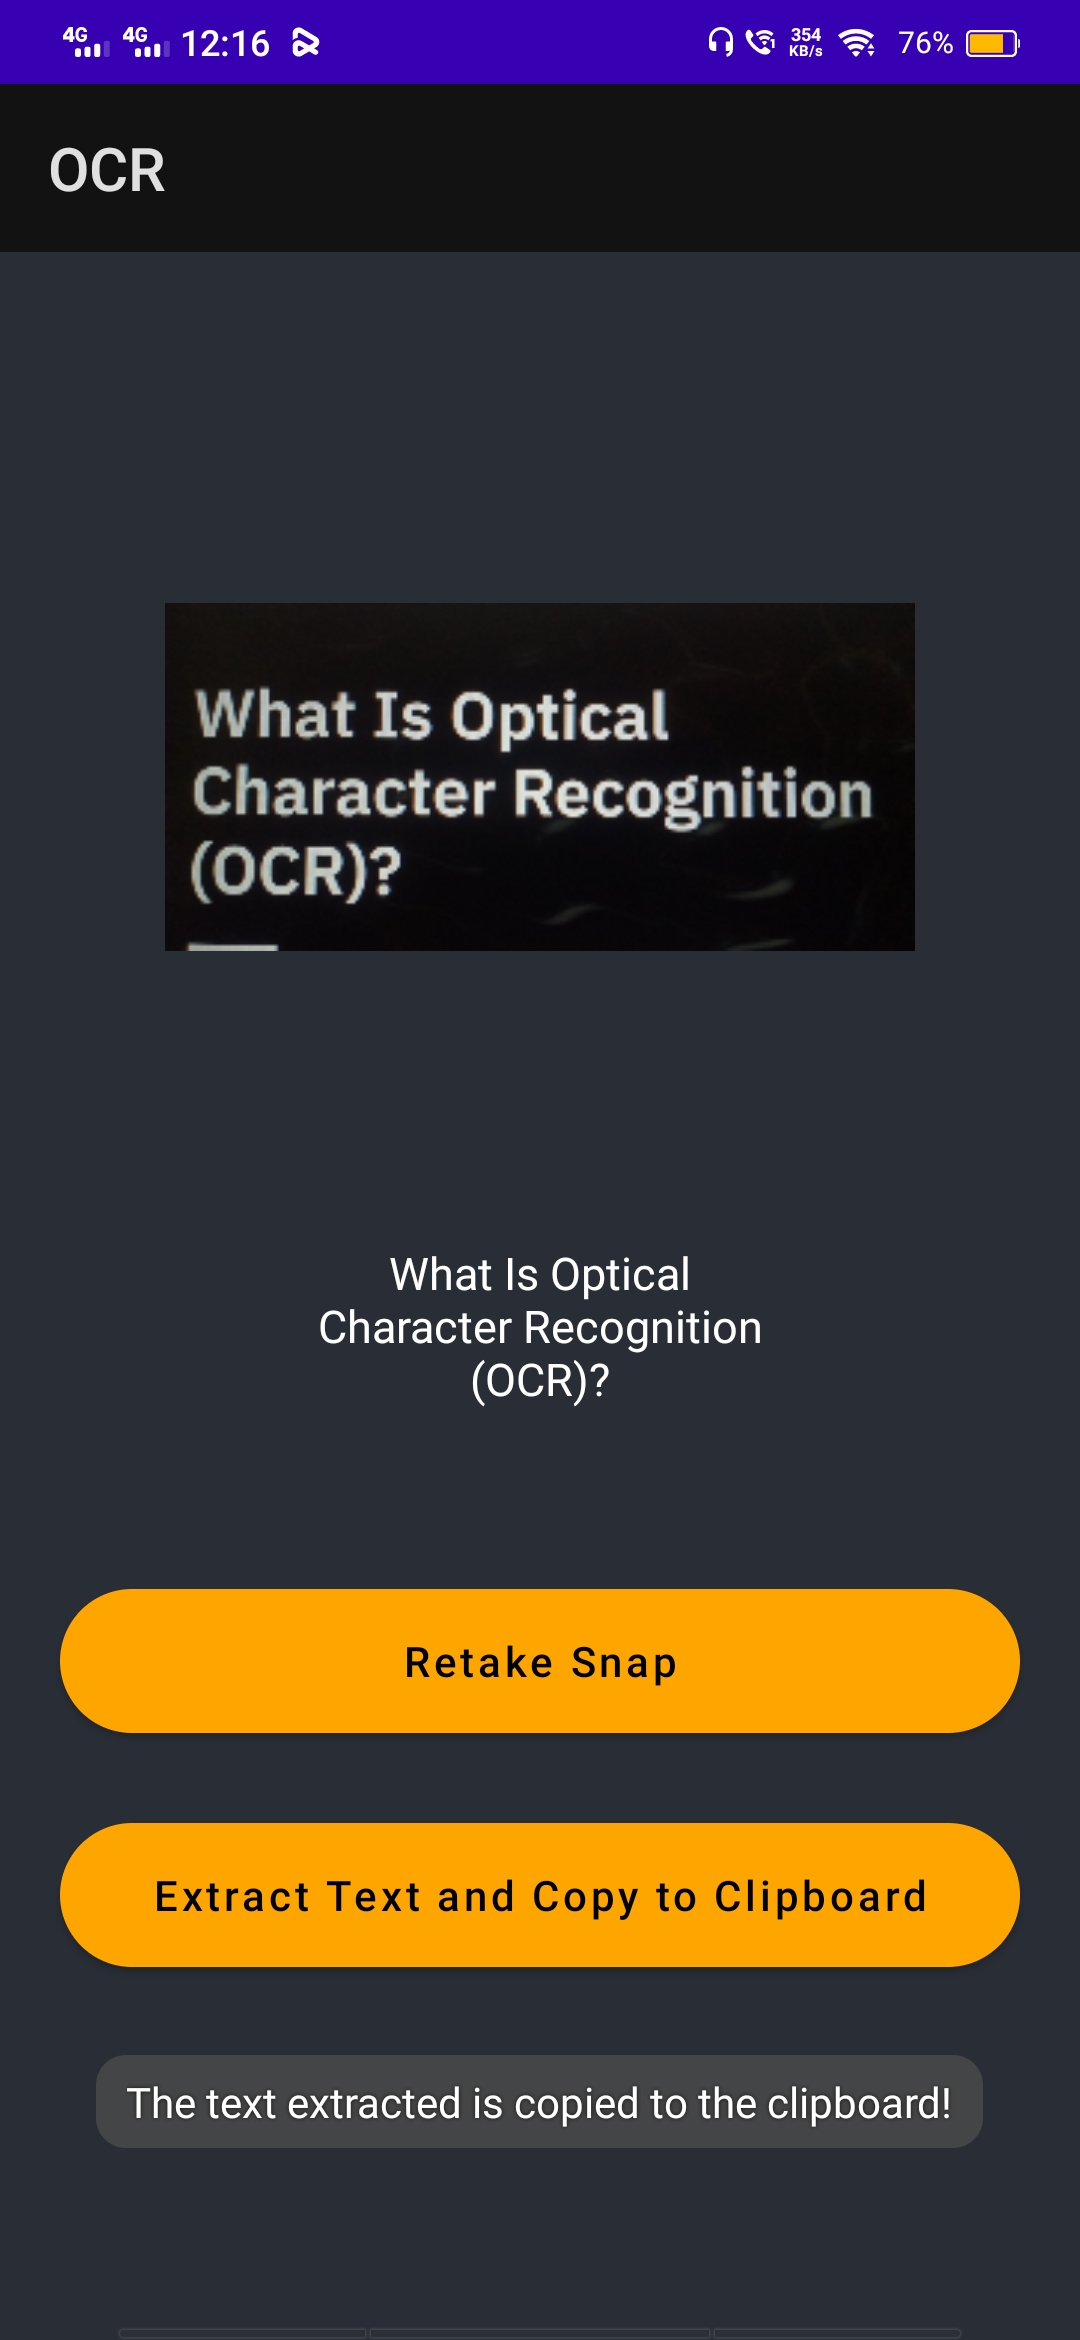 4G 4G 12:16 354 KB/s 76%
OCR
What Is Optical
Character Recognition
(OCR)?
What Is Optical
Character Recognition
(OCR)?
Retake Snap
Extract Text and Copy to Clipboard
The text extracted is copied to the clipboard!